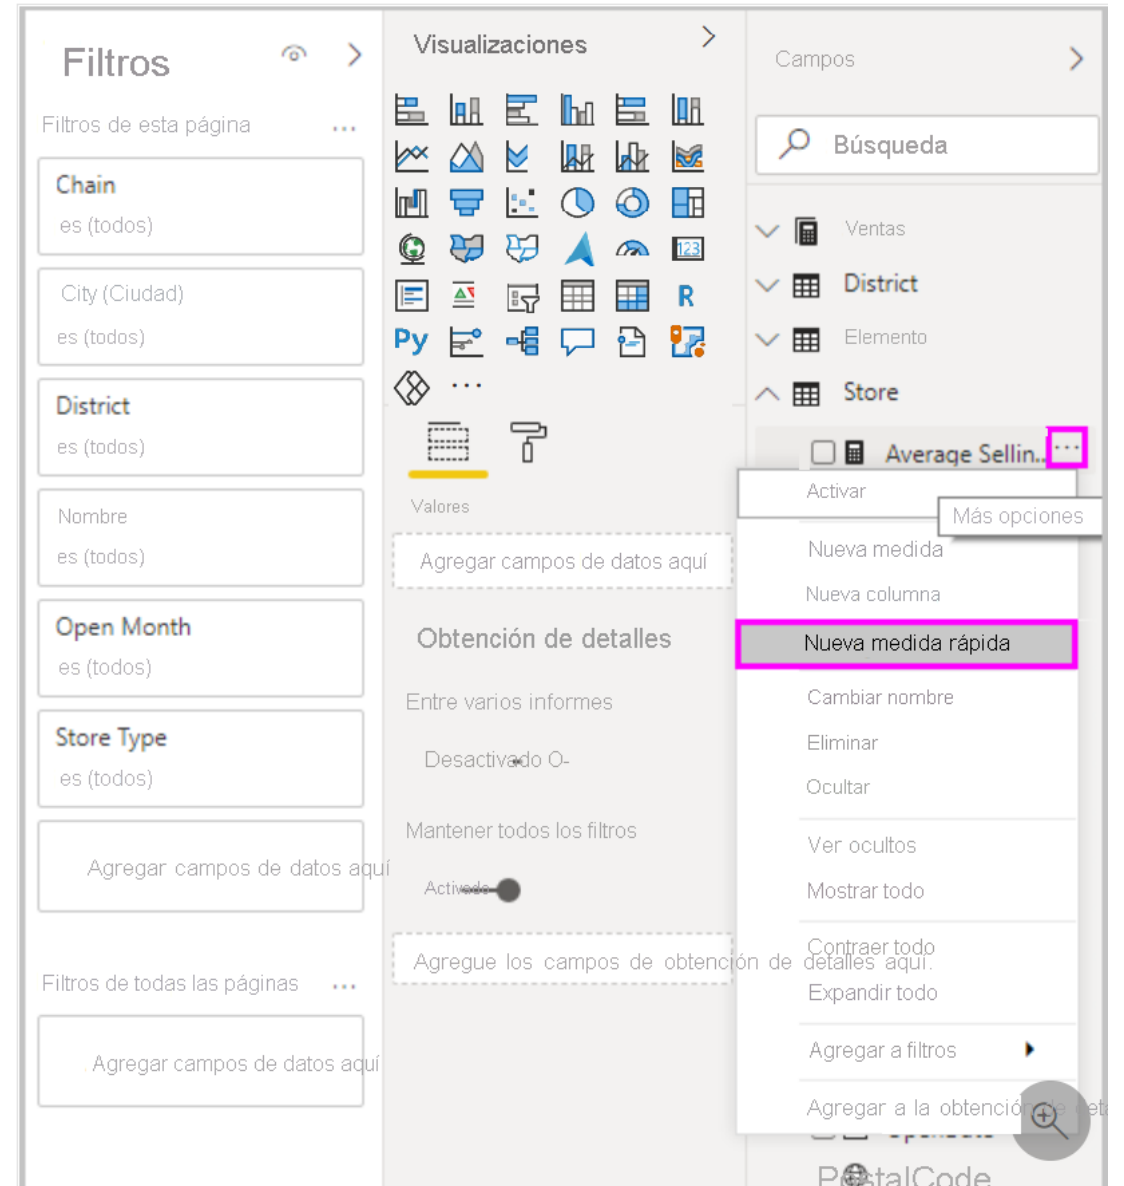 Filtros
Filtros de esta página
Chain
es (todos)
City (Ciudad)
es (todos)
District
es (todos)
Nombre
es (todos)
Open Month
es (todos)
Store Type
es (todos)
Agregar campos de datos aquí
Filtros de todas las páginas
Agregar campos de datos aquí
Visualizaciones
123
R
Py
Valores
Agregar campos de datos aquí
Obtención de detalles
Entre varios informes
Desactivado O-
Mantener todos los filtros
Activado
Agregue los campos de obtención de detalles aquí.
Campos
Búsqueda
Ventas
District
Elemento
Store
Average Sellin...
Activar
Más opciones
Nueva medida
Nueva columna
Nueva medida rápida
Cambiar nombre
Eliminar
Ocultar
Ver ocultos
Mostrar todo
Contraer todo
Expandir todo
Agregar a filtros
Agregar a la obtención de
PostalCode